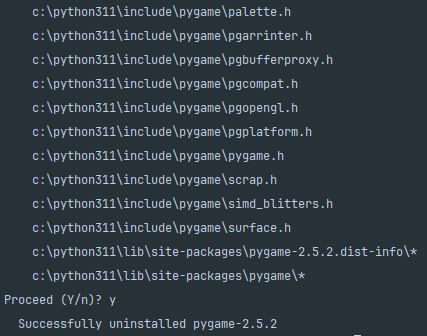 c:\python311\include\pygame\palette.h
c:\python311\include\pygame\pgarrinter.h
c:\python311\include\pygame\pgbufferproxy.h
c:\python311\include\pygame\pgcompat.h
c:\python311\include\pygame\pgopengl.h
c:\python311\include\pygame\pgplatform.h
c:\python311\include\pygame\pygame.h
c:\python311\include\pygame\scrap.h
c:\python311\include\pygame\simd_blitters.h
c:\python311\include\pygame\surface.h
c:\python311\lib\site-packages\pygame-2.5.2.dist-info\*
c:\python311\lib\site-packages\pygame\*
Proceed (Y/n)? y
Successfully uninstalled pygame-2.5.2